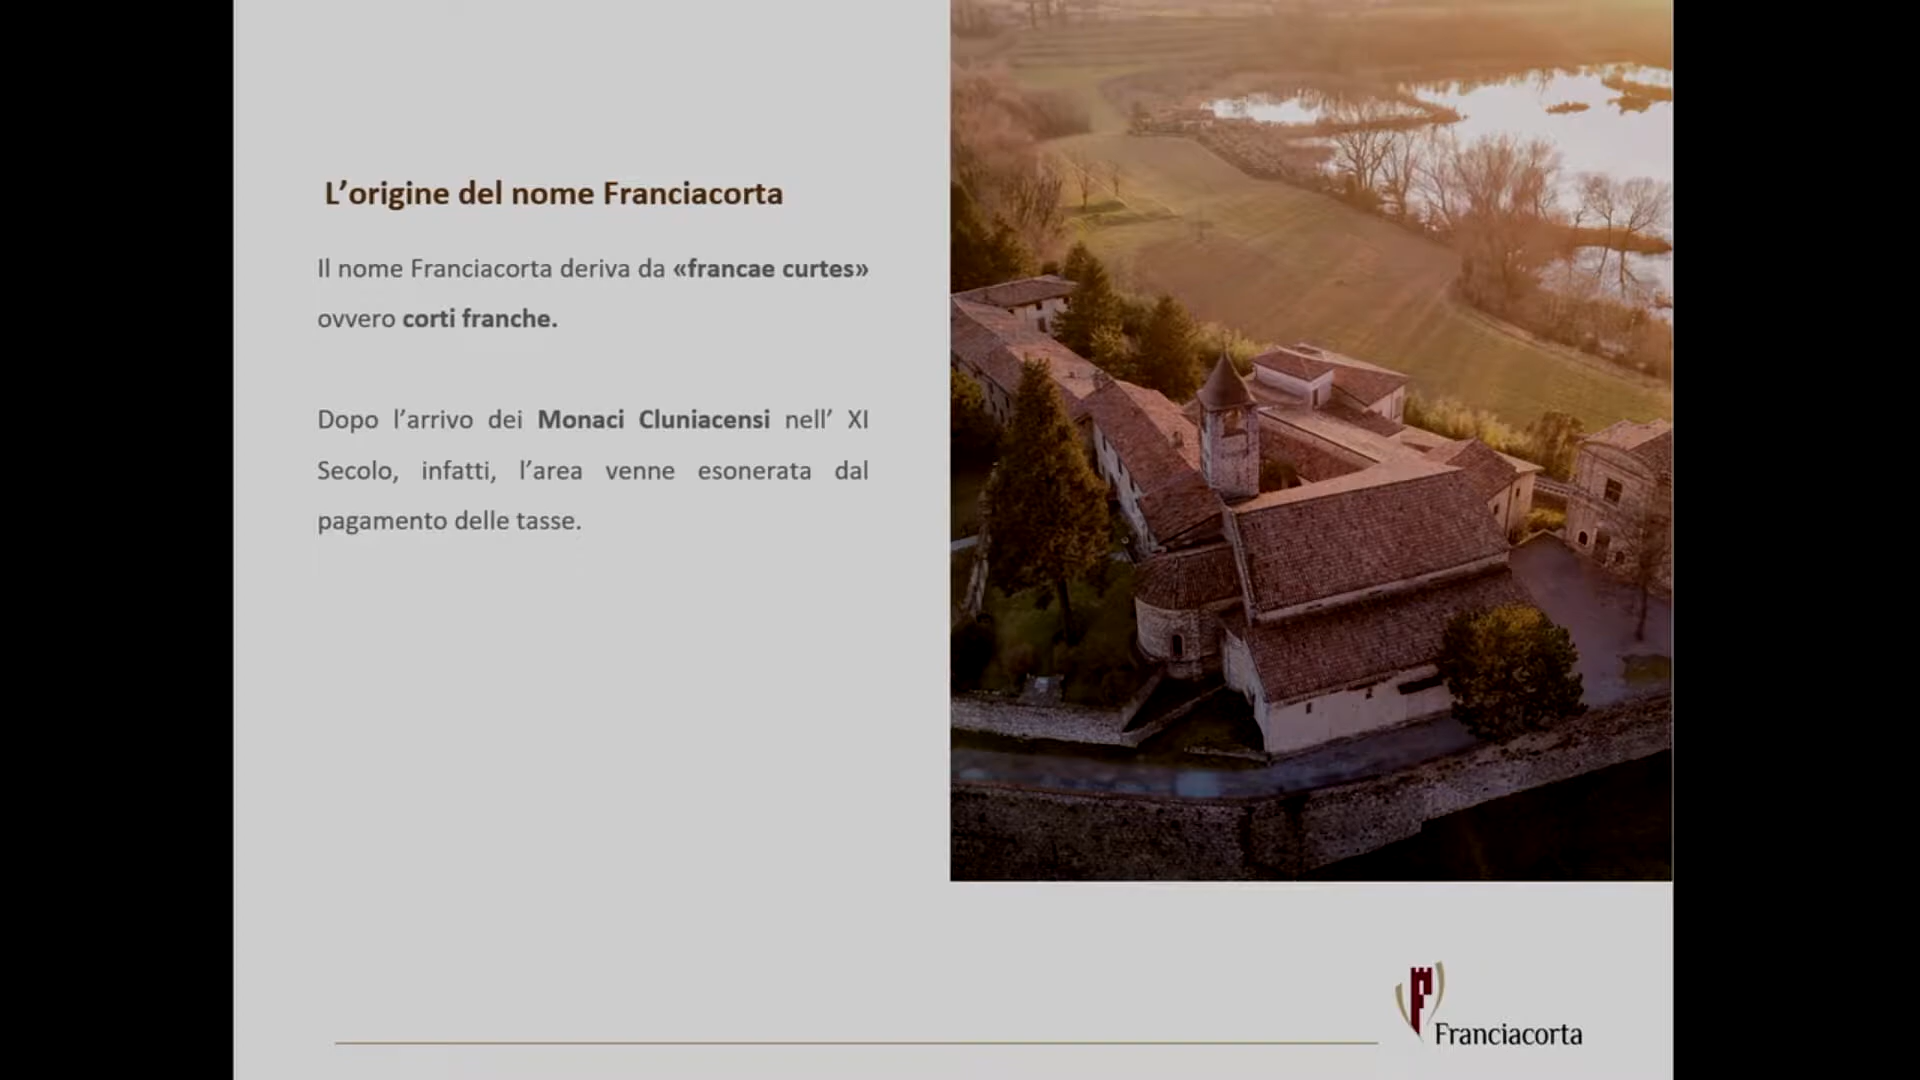 L’origine del nome Franciacorta
Il nome Franciacorta deriva da «francae curtes»
ovvero corti franche.
Dopo l’arrivo dei Monaci Cluniacensi nell’ XI
Secolo, infatti, l’area venne esonerata dal
pagamento delle tasse.
Franciacorta